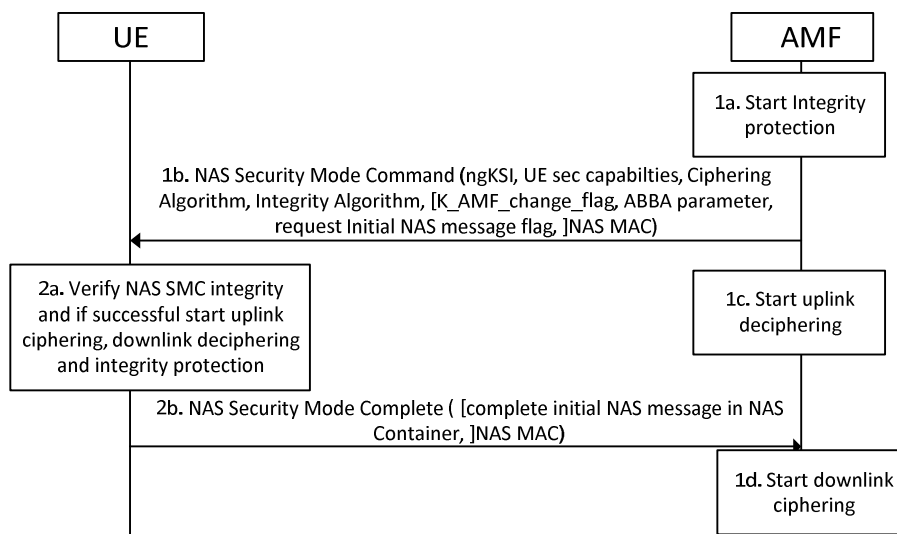 UE
AMF
1a. Start Integrity
protection
1b. NAS Security Mode Command (ngKSI, UE sec capabilties, Ciphering
Algorithm, Integrity Algorithm, [K_AMF_change_flag, ABBA parameter,
request Initial NAS message flag, ]NAS MAC)
2a. Verify NAS SMC integrity
and if successful start uplink
ciphering, downlink deciphering
and integrity protection
1c. Start uplink
deciphering
2b. NAS Security Mode Complete ( [complete initial NAS message in NAS
Container, ]NAS MAC)
1d. Start downlink
ciphering